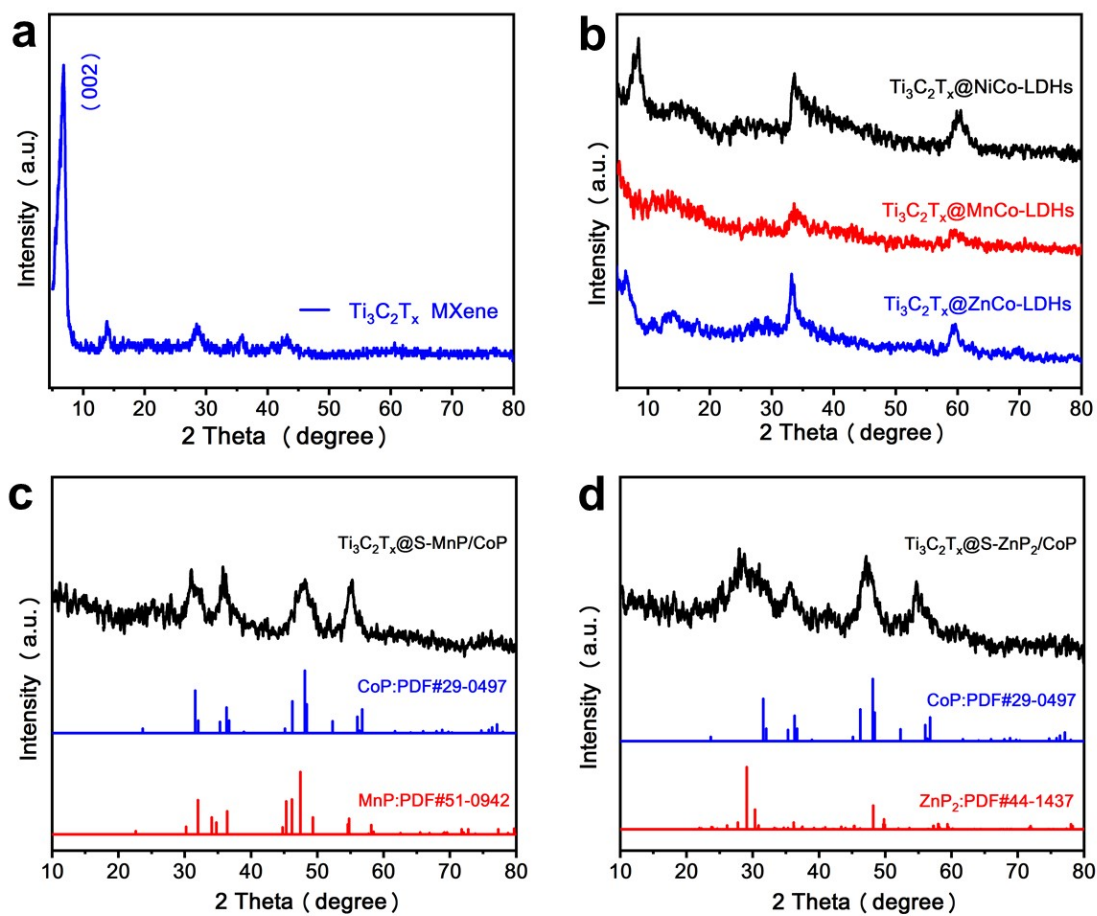 a
(002)
Intensity (a.u.)
Ti₃C₂Tₓ MXene
10 20 30 40 50 60 70 80
2 Theta (degree)
b
Ti₃C₂Tₓ@NiCo-LDHs
Ti₃C₂Tₓ@MnCo-LDHs
Ti₃C₂Tₓ@ZnCo-LDHs
Intensity (a.u.)
10 20 30 40 50 60 70 80
2 Theta (degree)
c
Ti₃C₂Tₓ@S-MnP/CoP
CoP:PDF#29-0497
MnP:PDF#51-0942
Intensity (a.u.)
10 20 30 40 50 60 70 80
2 Theta (degree)
d
Ti₃C₂Tₓ@S-ZnP₂/CoP
CoP:PDF#29-0497
ZnP₂:PDF#44-1437
Intensity (a.u.)
10 20 30 40 50 60 70 80
2 Theta (degree)